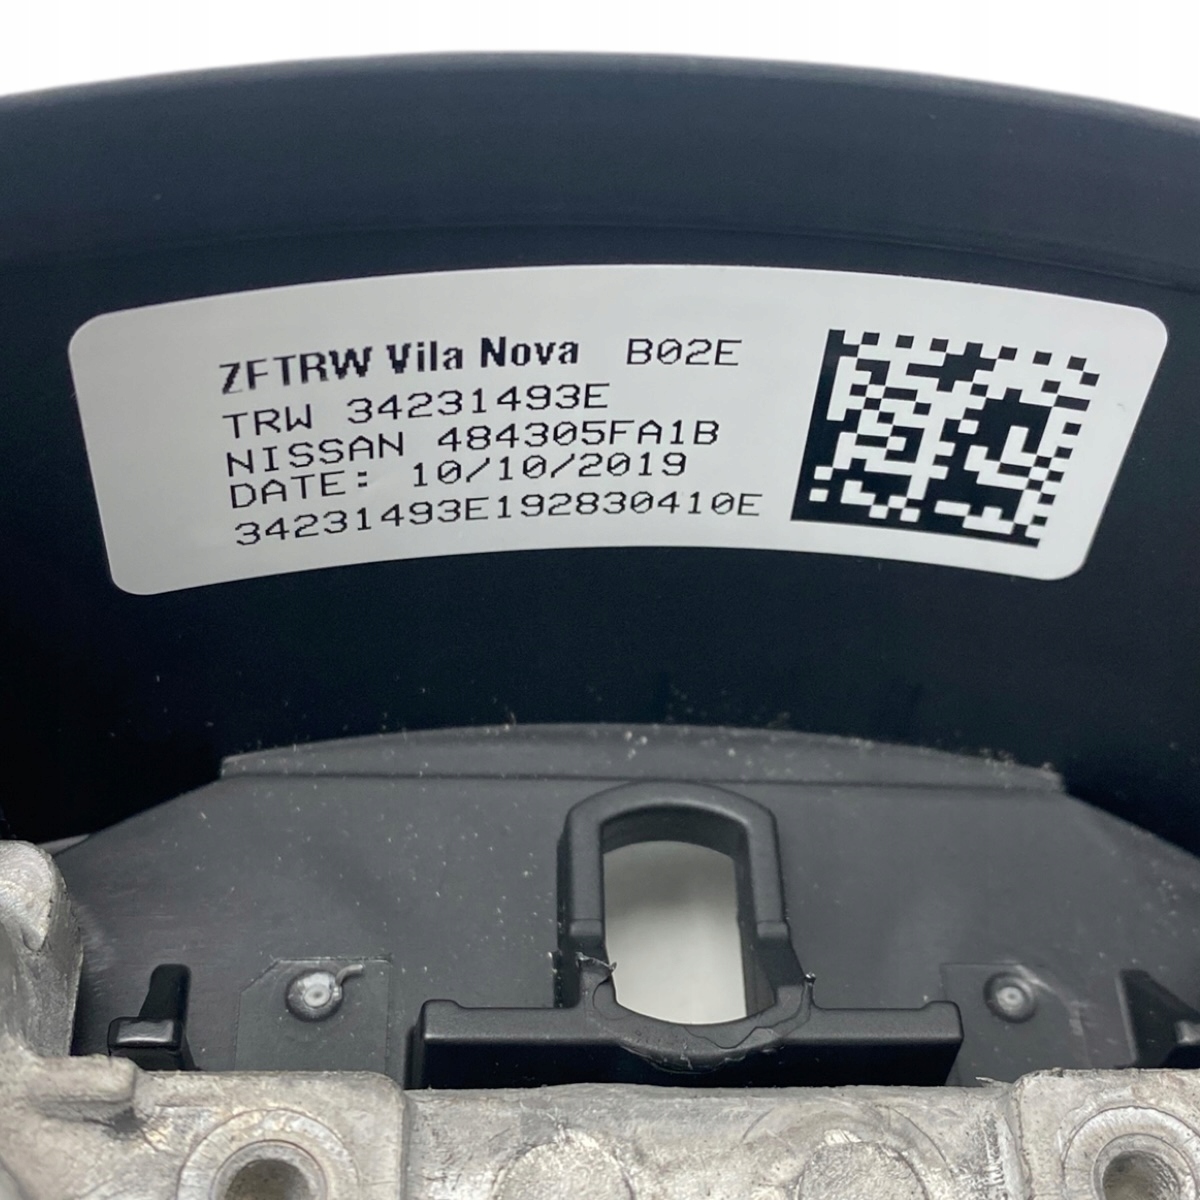 ZFTRW Vila Nova B02E
TRW 34231493E
NISSAN 484305FA1B
DATE: 10/10/2019
34231493E192830410E